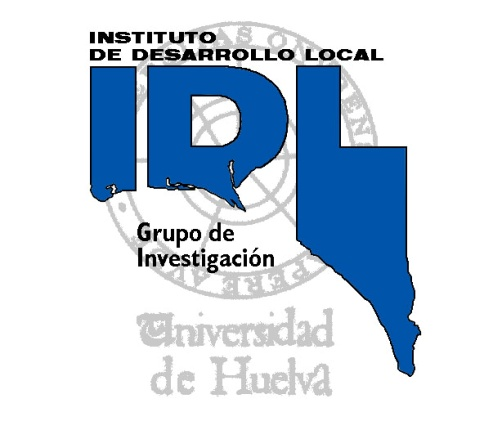 INSTITUTO
DE DESARROLLO LOCAL
IDL
Grupo de
Investigación
Universidad
de Huelva